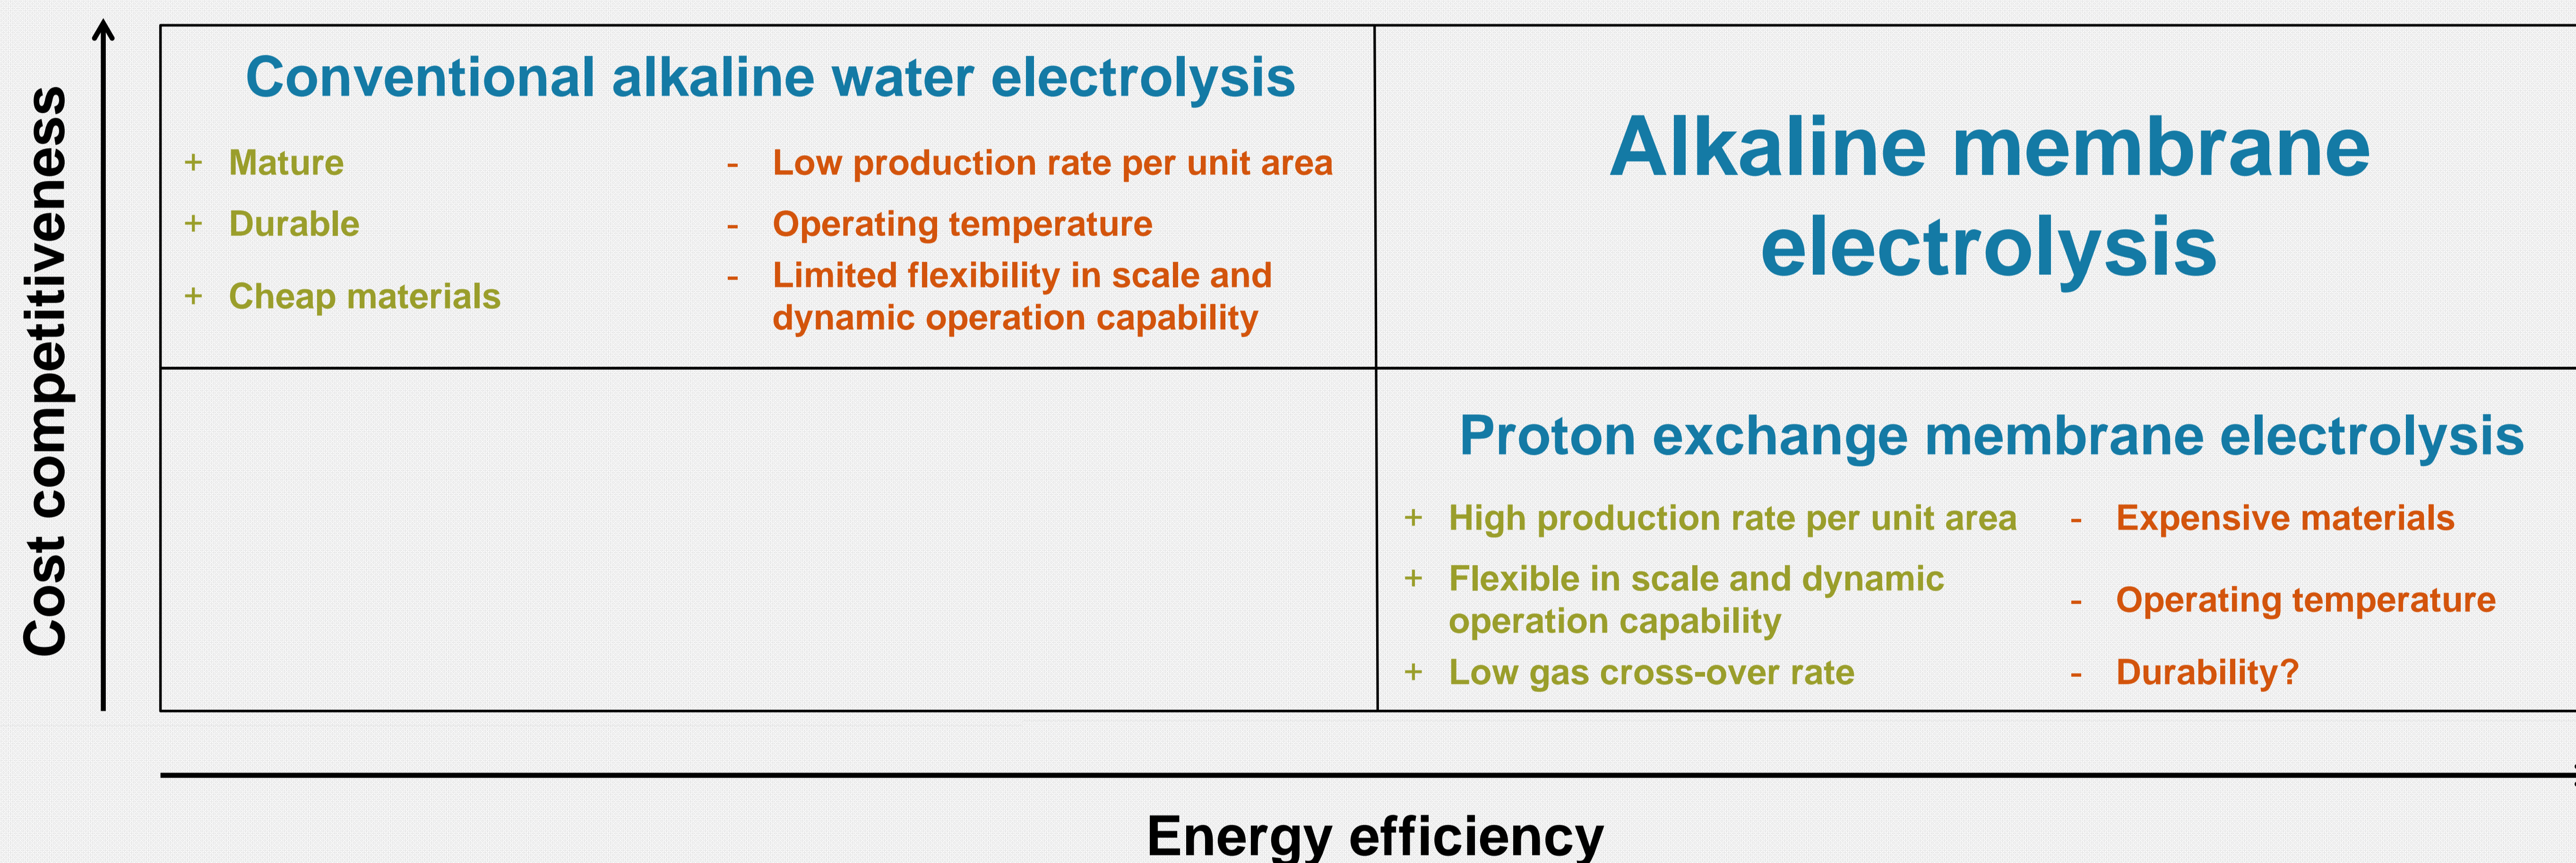 Cost competitiveness
Conventional alkaline water electrolysis
+ Mature
+ Durable
+ Cheap materials
- Low production rate per unit area
- Operating temperature
- Limited flexibility in scale and
dynamic operation capability
Alkaline membrane
electrolysis
Proton exchange membrane electrolysis
+ High production rate per unit area
+ Flexible in scale and dynamic
operation capability
+ Low gas cross-over rate
- Expensive materials
- Operating temperature
- Durability?
Energy efficiency